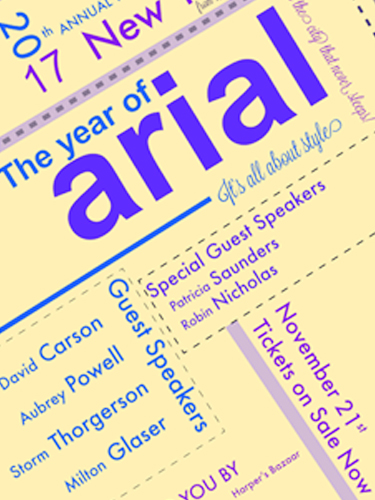 20th ANNUAL
17 New
the city that never sleeps!
The year of
arial
It's all about style
Special Guest Speakers
Patricia Saunders
Robin Nicholas
Guest Speakers
David Carson
Aubrey Powell
Storm Thorgerson
Milton Glaser
November 21st
Tickets on Sale Now
YOU BY
Harper's Bazaar